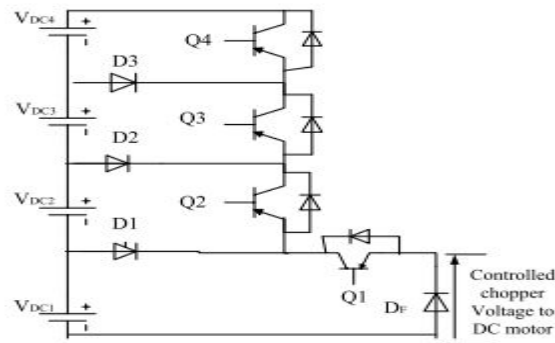 VDC4
+
Q4
D3
VDC3
+
Q3
D2
VDC2
+
Q2
D1
VDC1
+
Q1
DF
Controlled
chopper
Voltage to
DC motor